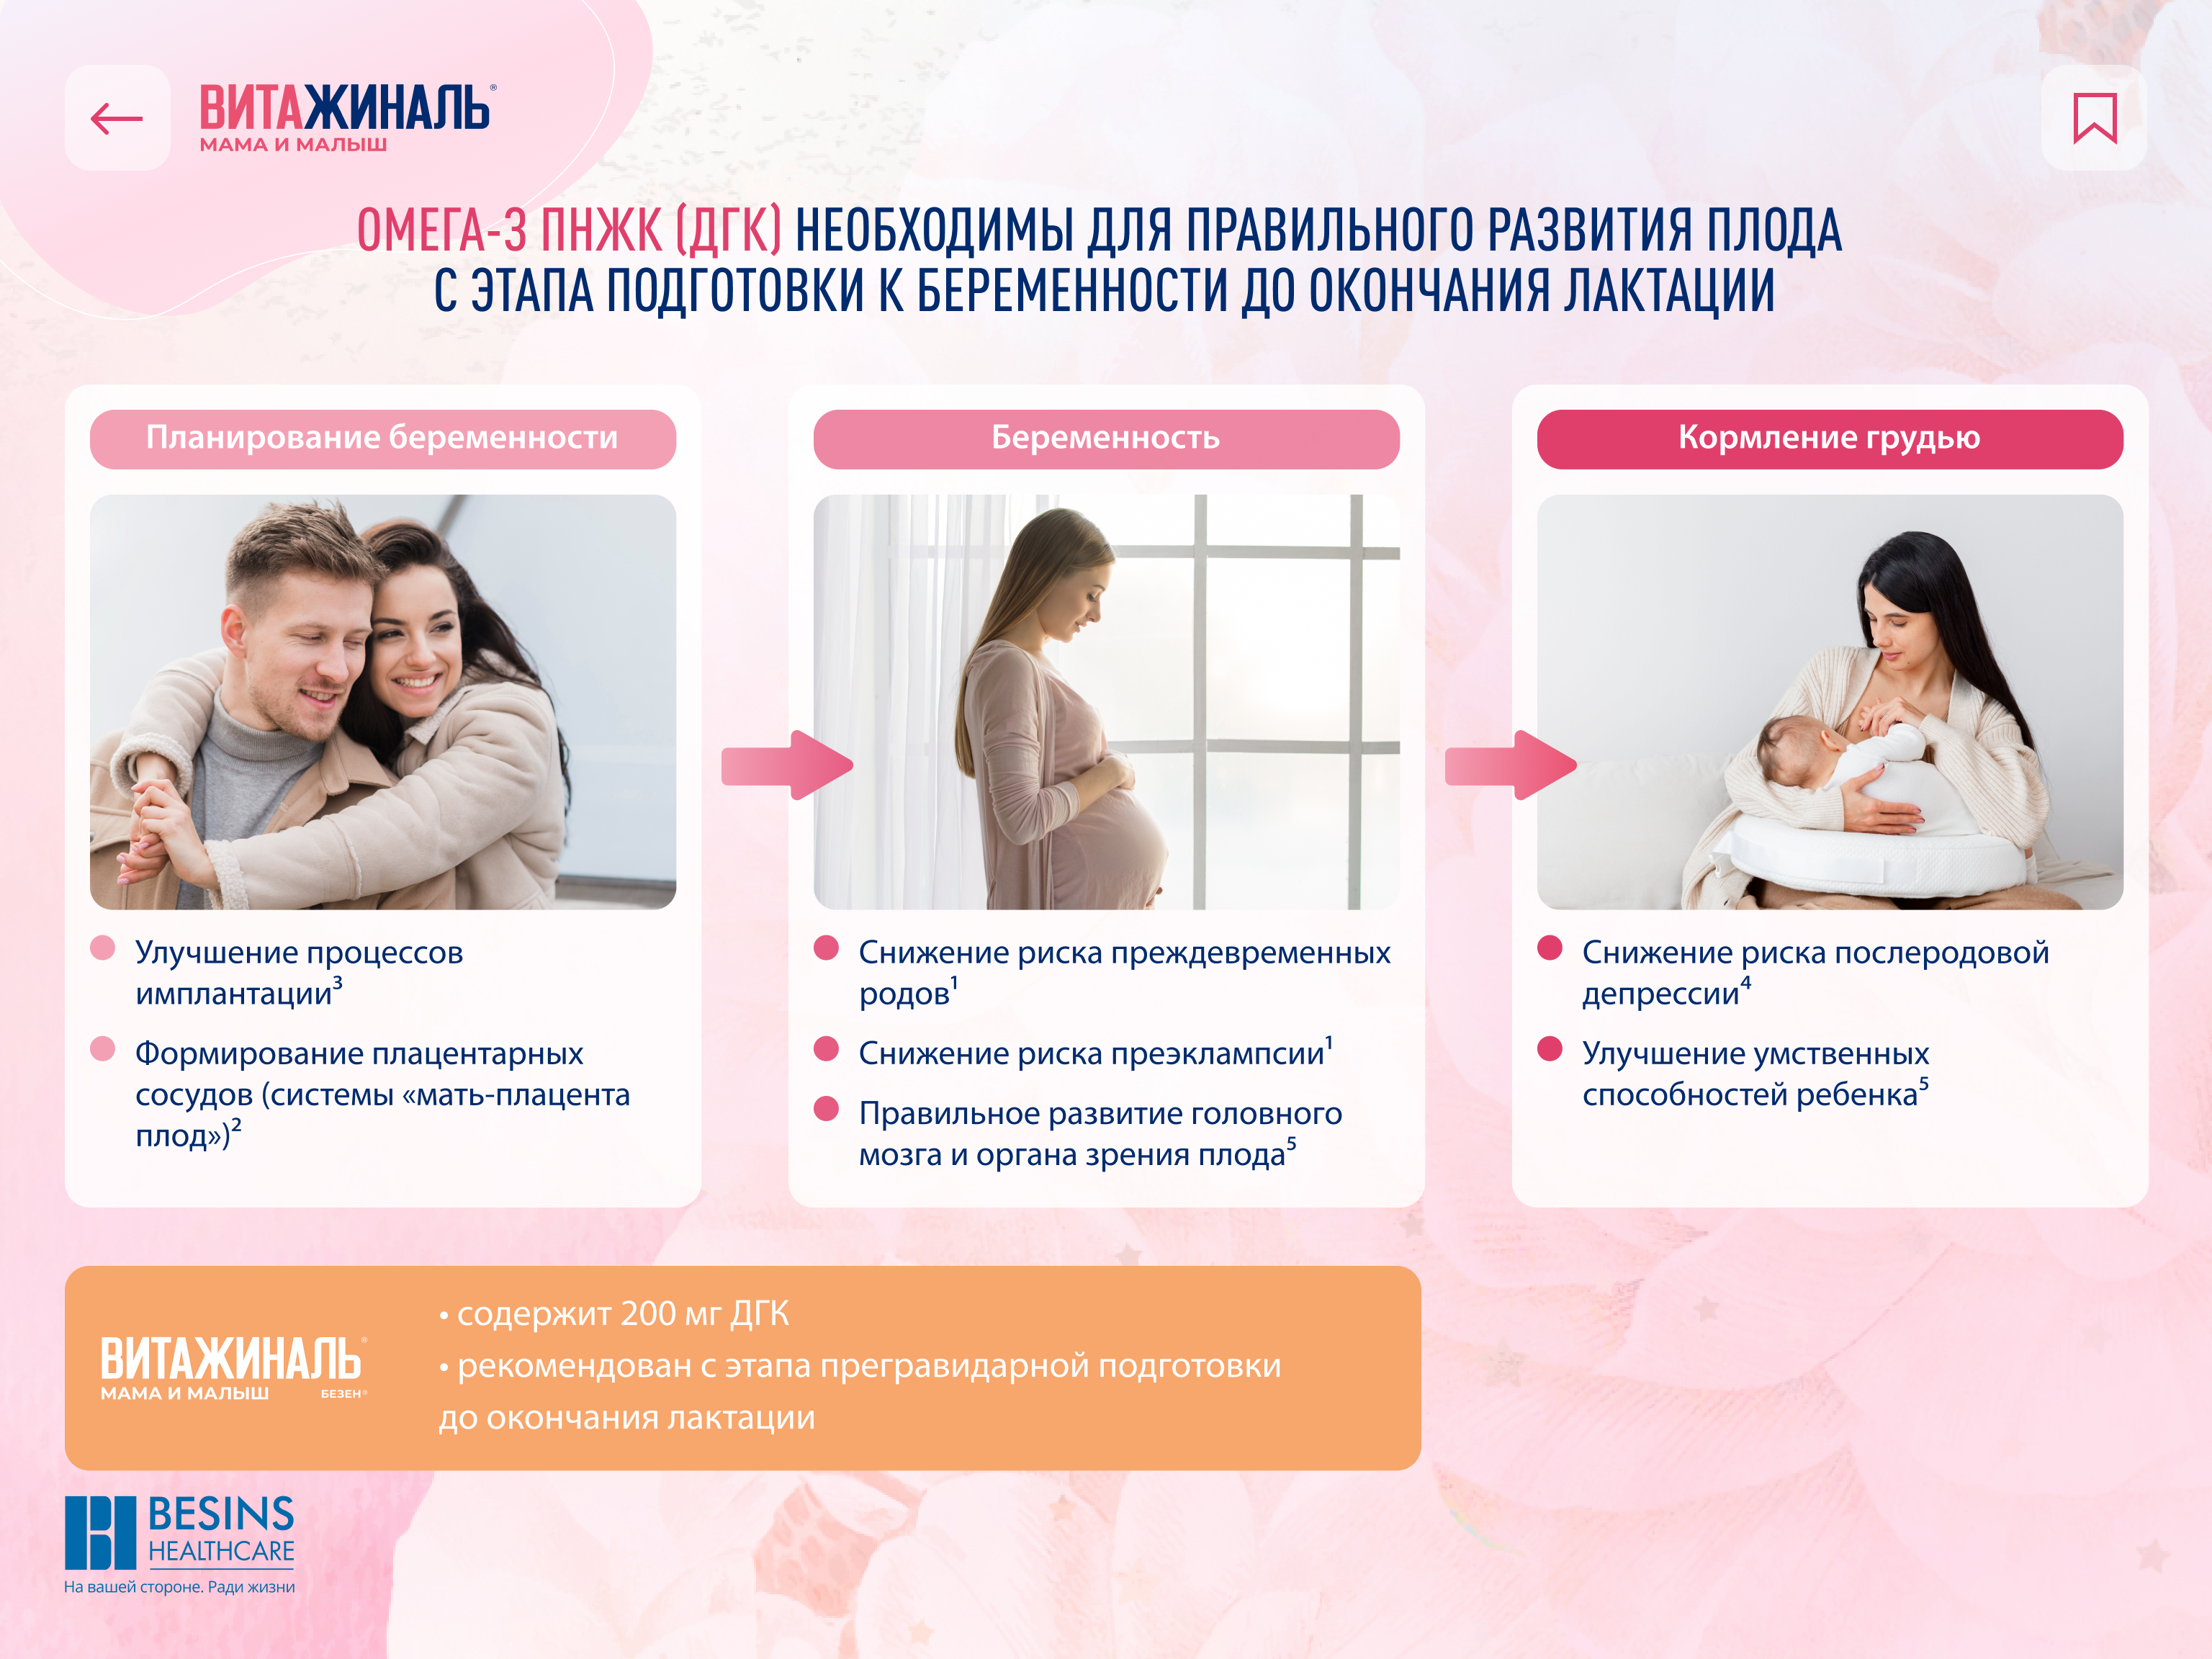 ВИТАЖИНАЛЬ®
МАМА И МАЛЫШ
ОМЕГА-3 ПНЖК (ДГК) НЕОБХОДИМЫ ДЛЯ ПРАВИЛЬНОГО РАЗВИТИЯ ПЛОДА
С ЭТАПА ПОДГОТОВКИ К БЕРЕМЕННОСТИ ДО ОКОНЧАНИЯ ЛАКТАЦИИ
Планирование беременности
Улучшение процессов
имплантации³
Формирование плацентарных
сосудов (системы «мать-плацента
плод»)²
Беременность
Снижение риска преждевременных
родов¹
Снижение риска преэклампсии¹
Правильное развитие головного
мозга и органа зрения плода⁵
Кормление грудью
Снижение риска послеродовой
депрессии⁴
Улучшение умственных
способностей ребенка⁵
ВИТАЖИНАЛЬ®
МАМА И МАЛЫШ БЕЗЕН®
• содержит 200 мг ДГК
• рекомендован с этапа прегравидарной подготовки
до окончания лактации
BESINS
HEALTHCARE
На вашей стороне. Ради жизни